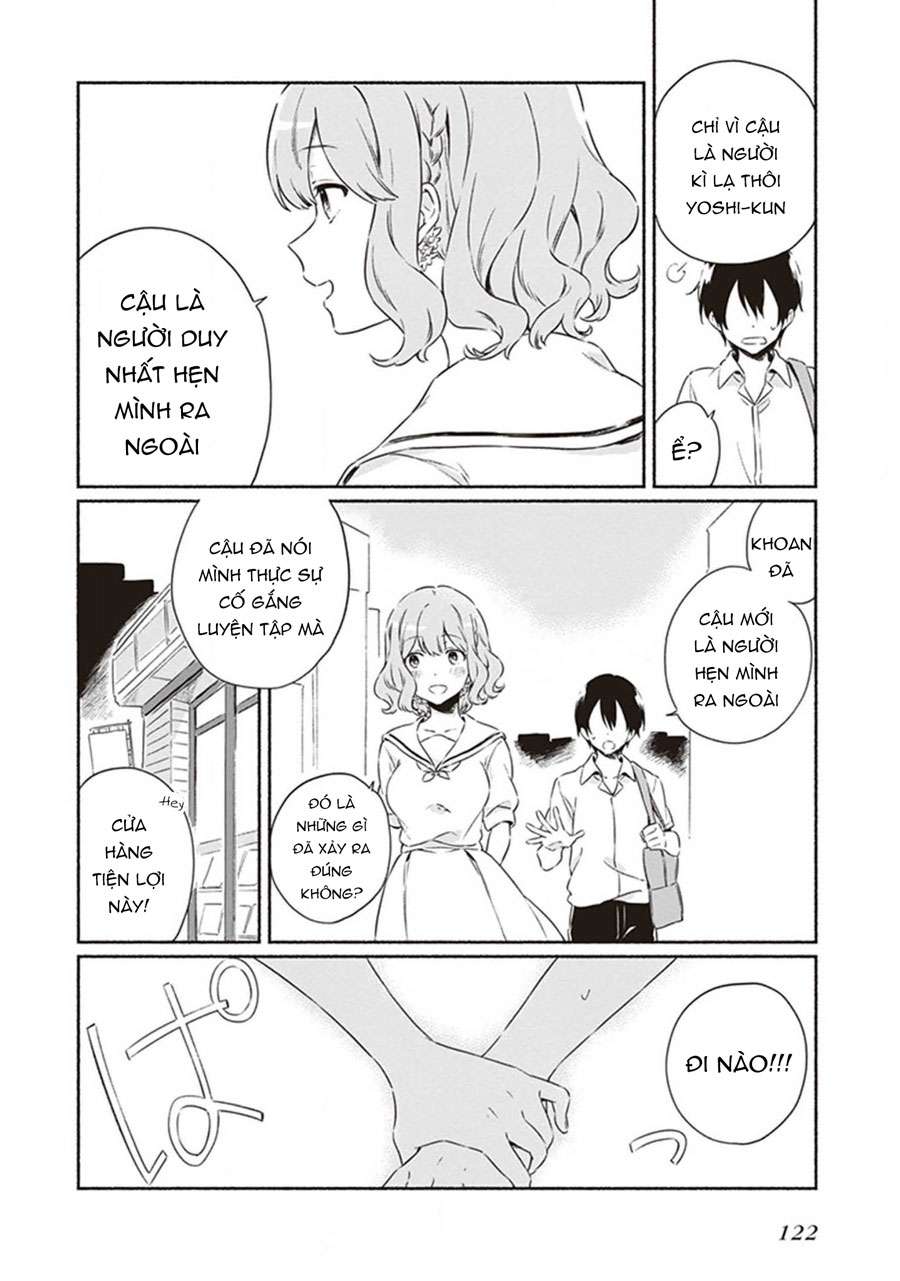 CHỈ VÌ CẬU
LÀ NGƯỜI
KÌ LẠ THÔI
YOSHI-KUN
Ể?
CẬU LÀ
NGƯỜI DUY
NHẤT HẸN
MÌNH RA
NGOÀI
KHOAN
ĐÃ
CẬU MỚI
LÀ NGƯỜI
HẸN MÌNH
RA NGOÀI
CẬU ĐÃ NÓI
MÌNH THỰC SỰ
CỐ GẮNG
LUYỆN TẬP MÀ
ĐÓ LÀ
NHỮNG GÌ
ĐÃ XẢY RA
ĐÚNG
KHÔNG?
Hey
CỬA
HÀNG
TIỆN LỢI
NÀY!
ĐI NÀO!!!
ぱ
っ
122